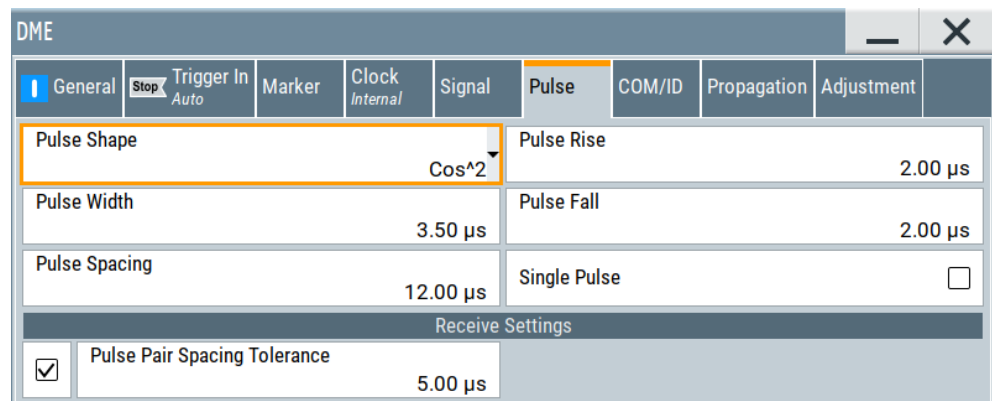 DME
General Stop Trigger In Auto Marker Clock Internal Signal Pulse COM/ID Propagation Adjustment
Pulse Shape
Cos^2
Pulse Rise
2.00 µs
Pulse Width
3.50 µs
Pulse Fall
2.00 µs
Pulse Spacing
12.00 µs
Single Pulse
Receive Settings
Pulse Pair Spacing Tolerance
5.00 µs